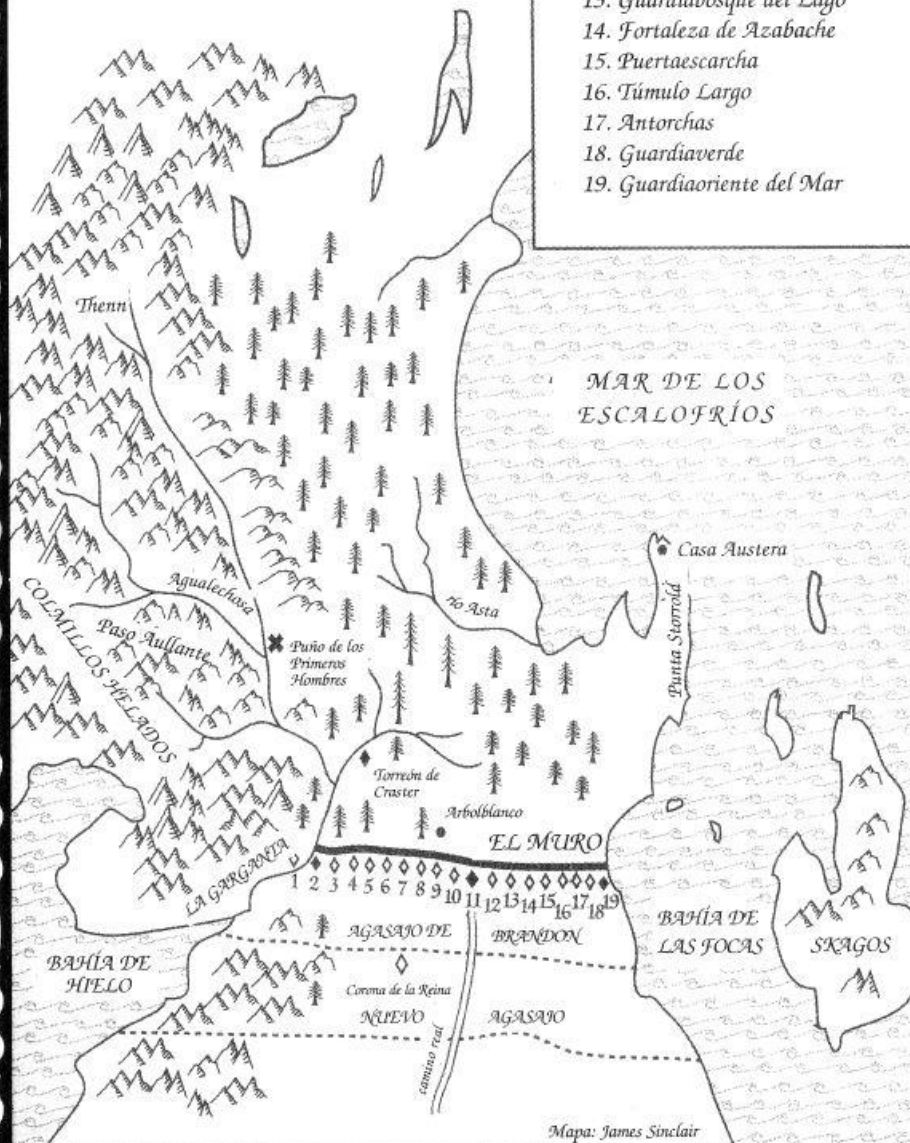 13. Guardiabosque del Lago
14. Fortaleza de Azabache
15. Puertaescarcha
16. Túmulo Largo
17. Antorchas
18. Guardiaverde
19. Guardiaoriente del Mar
Thenn
MAR DE LOS
ESCALOFRÍOS
Casa Austera
Agualechosa
río Asta
COLMILLOS HELADOS
Paso Aullante
Puño de los
Primeros
Hombres
Punta Storrold
Torreón de
Craster
Arbolblanco
EL MURO
LA GARGANTA
1 2 3 4 5 6 7 8 9 10 11 12 13 14 15 16 17 18 19
AGASAJO DE BRANDON
BAHÍA DE
LAS FOCAS
SKAGOS
BAHÍA DE
HIELO
Corona de la Reina
NUEVO AGASAJO
camino real
Mapa: James Sinclair